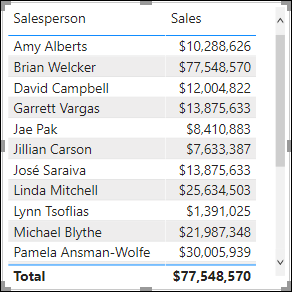 Salesperson Sales
Amy Alberts $10,288,626
Brian Welcker $77,548,570
David Campbell $12,004,822
Garrett Vargas $13,875,633
Jae Pak $8,410,883
Jillian Carson $7,633,387
José Saraiva $13,875,633
Linda Mitchell $25,634,503
Lynn Tsoflias $1,391,025
Michael Blythe $21,987,348
Pamela Ansman-Wolfe $30,005,939
Total $77,548,570